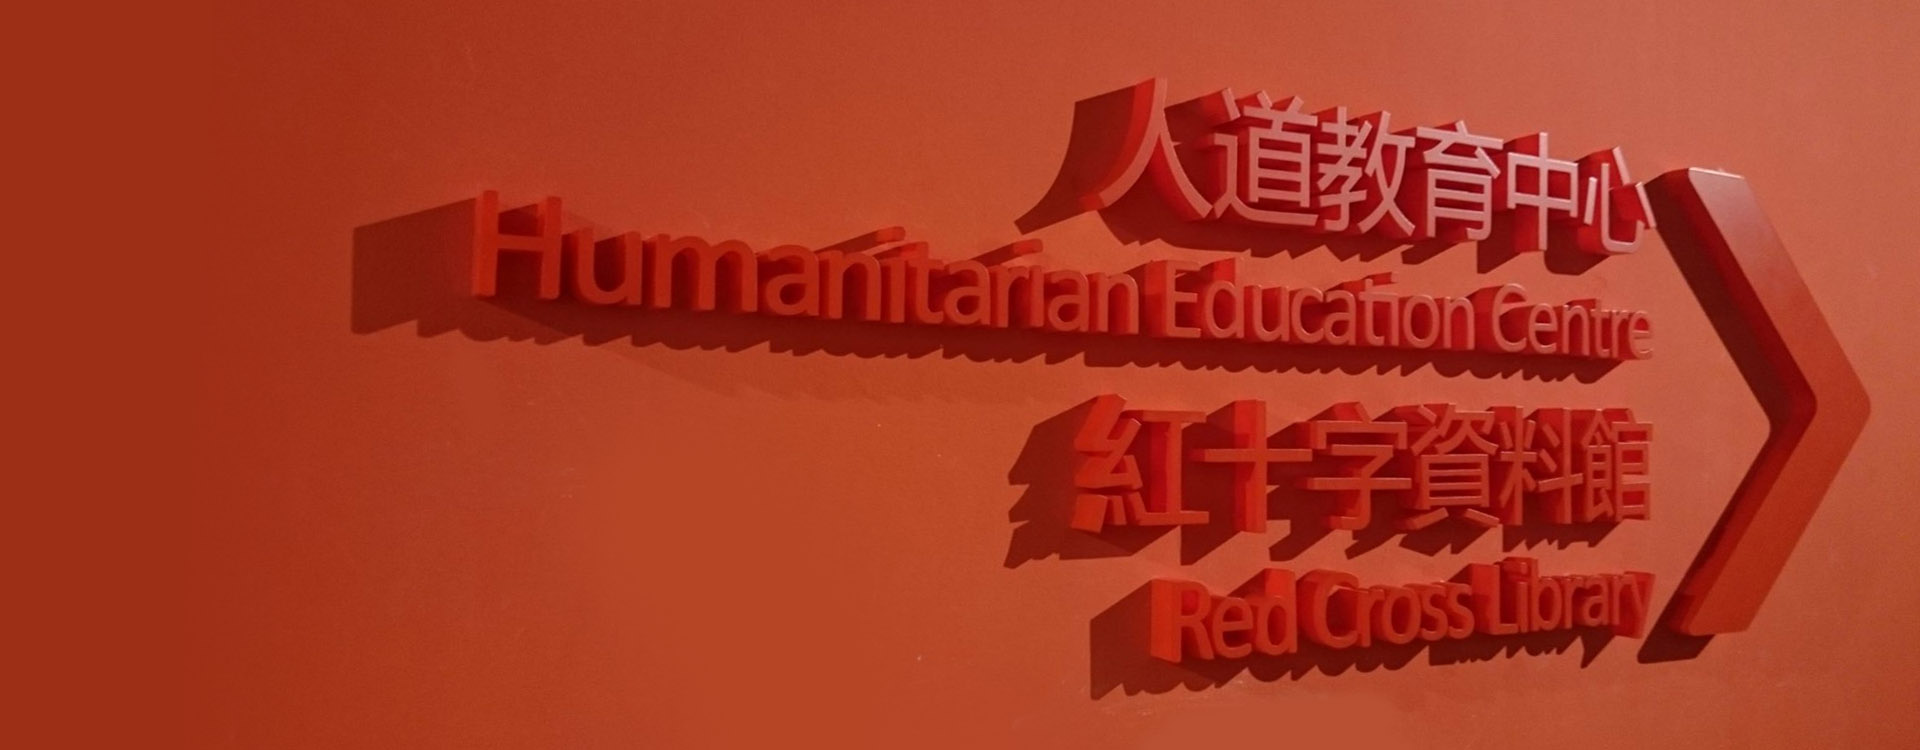 人道教育中心
Humanitarian Education Centre
紅十字資料館
Red Cross Library